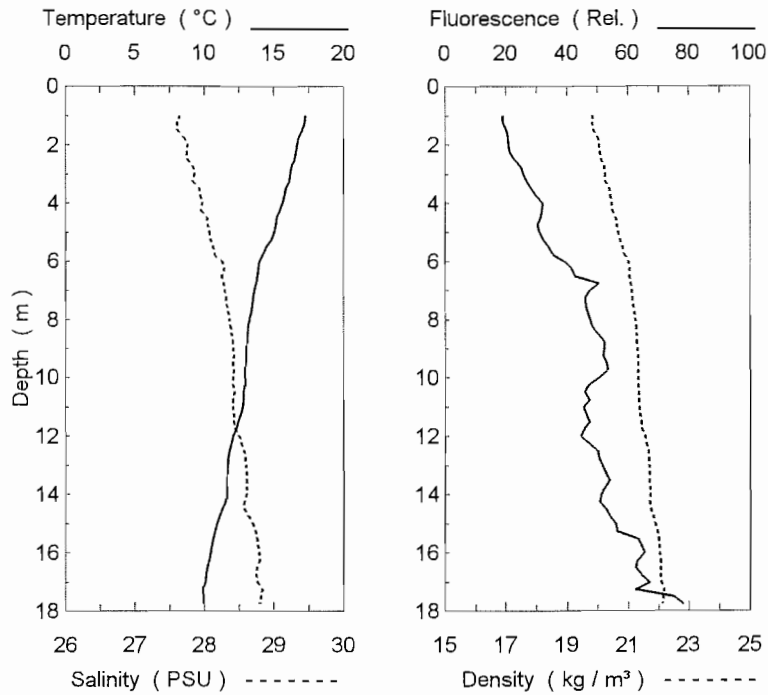 Temperature ( °C )
0 5 10 15 20
Fluorescence ( Rel. )
0 20 40 60 80 100
0
2
4
6
8
10
12
14
16
18
Depth ( m )
0
2
4
6
8
10
12
14
16
18
26 27 28 29 30
Salinity ( PSU )
15 17 19 21 23 25
Density ( kg / m³ )